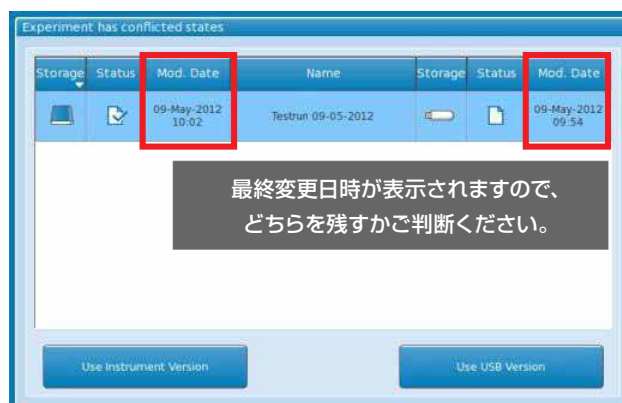 Experiment has conflicted states
Storage Status Mod. Date Name Storage Status Mod. Date
09-May-2012
10:02
Testrun 09-05-2012
09-May-2012
09:54
最終変更日時が表示されますので、
どちらを残すかご判断ください。
Use Instrument Version
Use USB Version